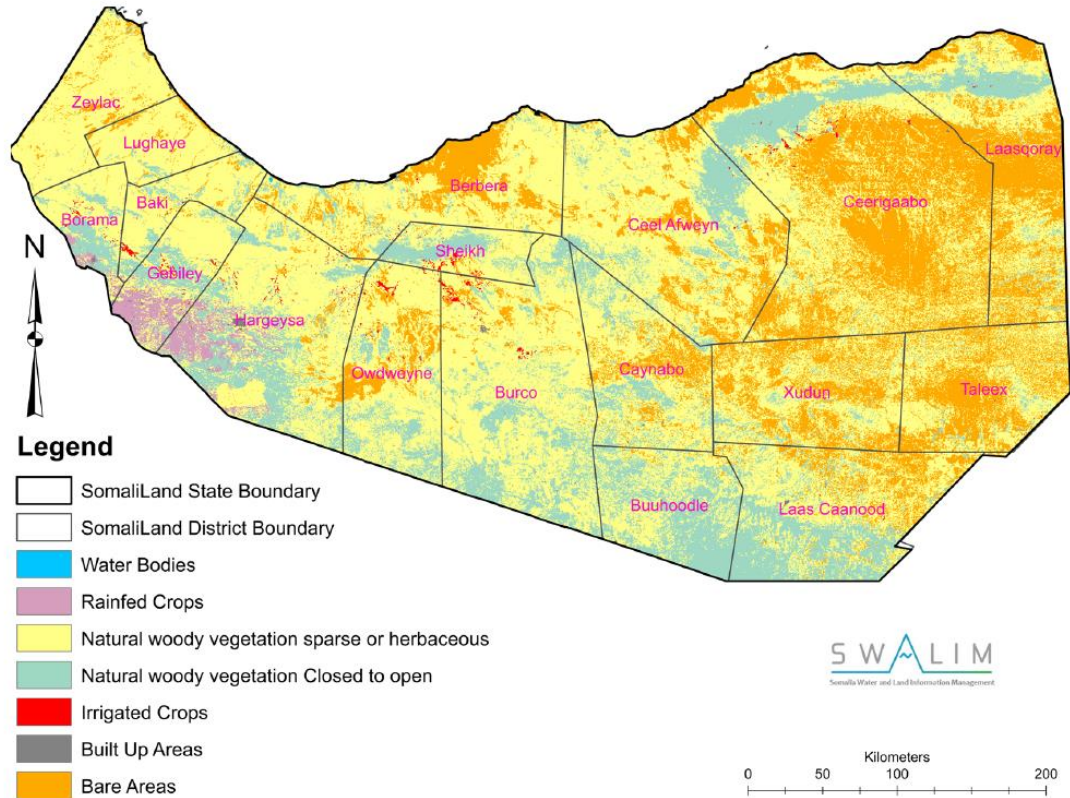 Zeylac
Lughaye
Baki
Borama
Gebiley
Hargeysa
Berbera
Sheikh
Owdweyne
Burco
Ceel Afweyn
Ceerigaabo
Laasqoray
Caynabo
Xudun
Taleex
Buuhoodle
Laas Caanood
N
Legend
SomaliLand State Boundary
SomaliLand District Boundary
Water Bodies
Rainfed Crops
Natural woody vegetation sparse or herbaceous
Natural woody vegetation Closed to open
Irrigated Crops
Built Up Areas
Bare Areas
SWALIM
Somalia Water and Land Information Management
Kilometers
0 50 100 200